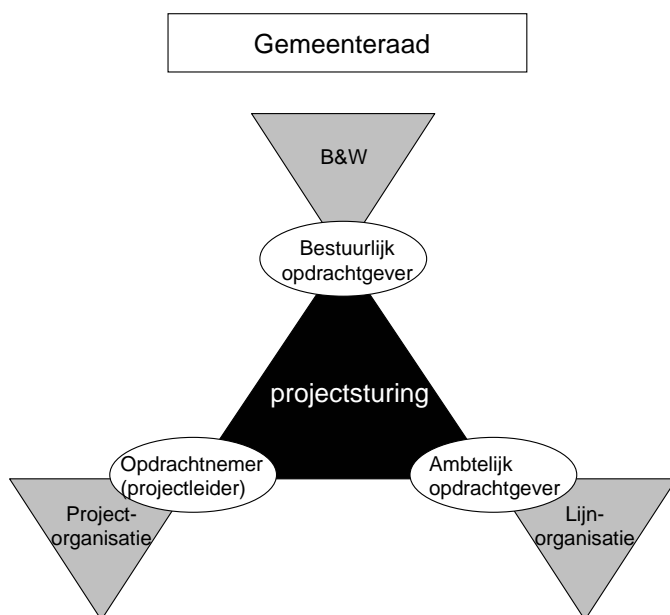 Gemeenteraad
B&W
Bestuurlijk
opdrachtgever
projectsturing
Opdrachtnemer
(projectleider)
Ambtelijk
opdrachtgever
Project-
organisatie
Lijn-
organisatie